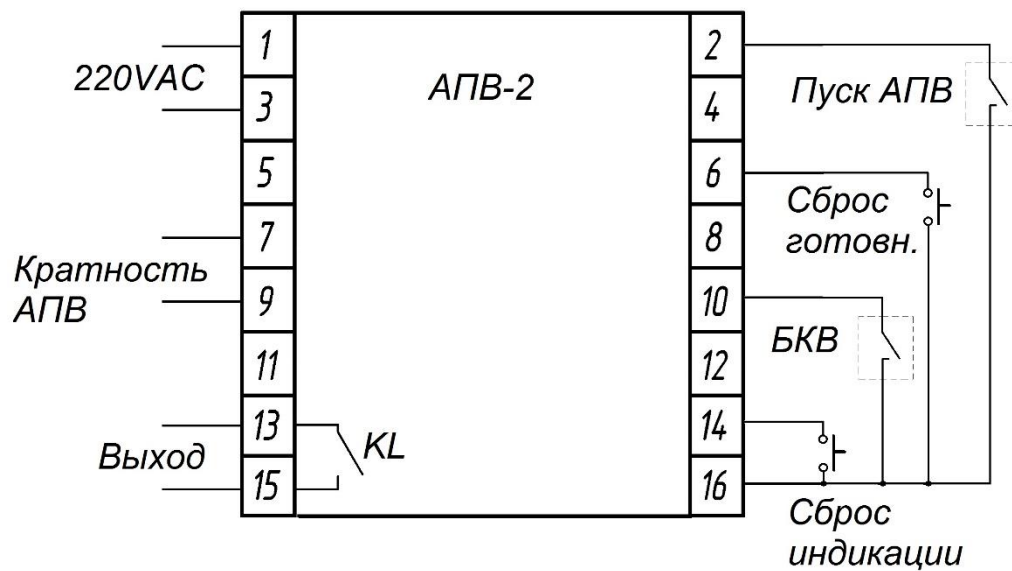 1
220VAC
3
5
7
Кратность
АПВ
9
11
13
Выход
15
АПВ-2
KL
2
Пуск АПВ
4
6
Сброс
готовн.
8
10
БКВ
12
14
16
Сброс
индикации